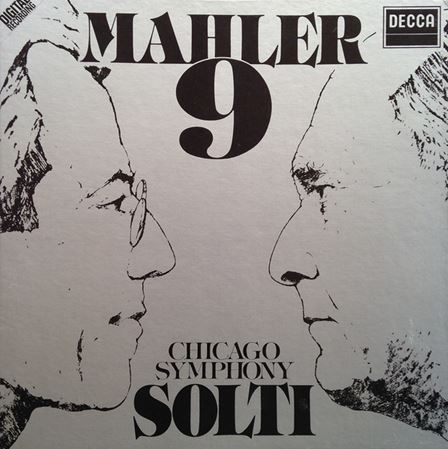 DIGITAL
RECORDING
MAHLER
9
DECCA
CHICAGO
SYMPHONY
SOLTI